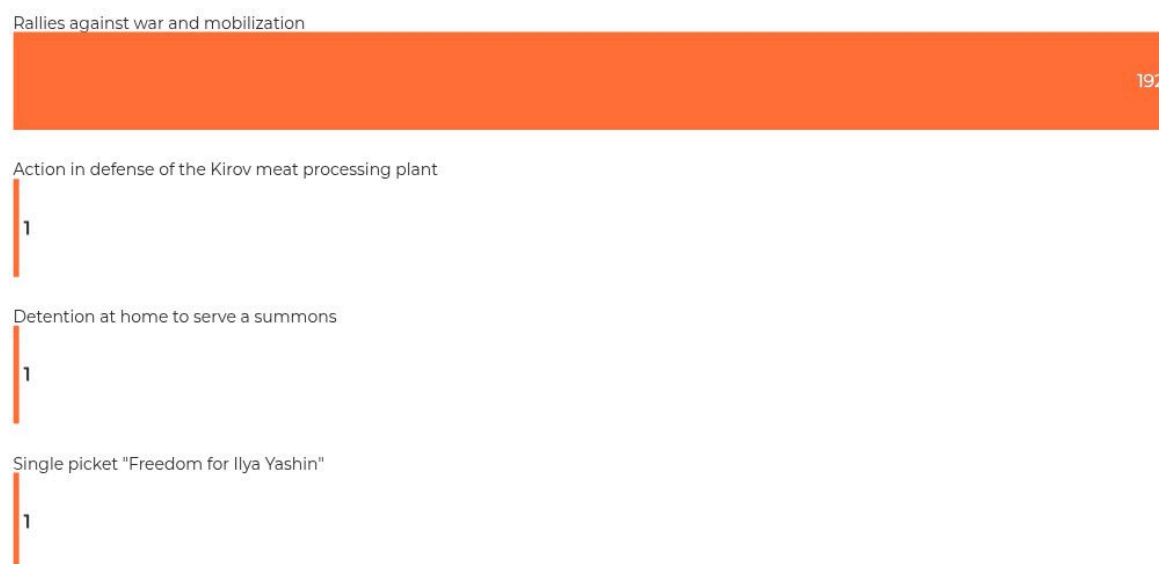 Rallies against war and mobilization
192
Action in defense of the Kirov meat processing plant
1
Detention at home to serve a summons
1
Single picket "Freedom for Ilya Yashin"
1